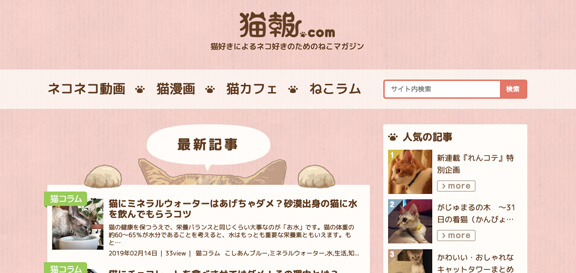 猫報.com
猫好きによるネコ好きのためのねこマガジン
ネコネコ動画 猫漫画 猫カフェ ねこラム
サイト内検索 検索
最新記事
猫コラム
猫にミネラルウォーターはあげちゃダメ?砂漠出身の猫に水
を飲んでもらうコツ
猫の健康を保つうえで、栄養バランスと同じくらい大事なのが「お水」です。猫の体重の
約60〜65%が水分であることを考えると、水はもっとも重要な栄養素ともいえます。も
と…
2019年02月14日 | 33view | 猫コラム こしあんブルー,ミネラルウォーター,水,生活,知...
猫コラム
人気の記事
1
新連載『れんコテ』特
別企画
more
2
がじゅまるの木 〜31
日の看猫（かんぴょ…
more
3
かわいい・おしゃれな
キャットタワーまとめ